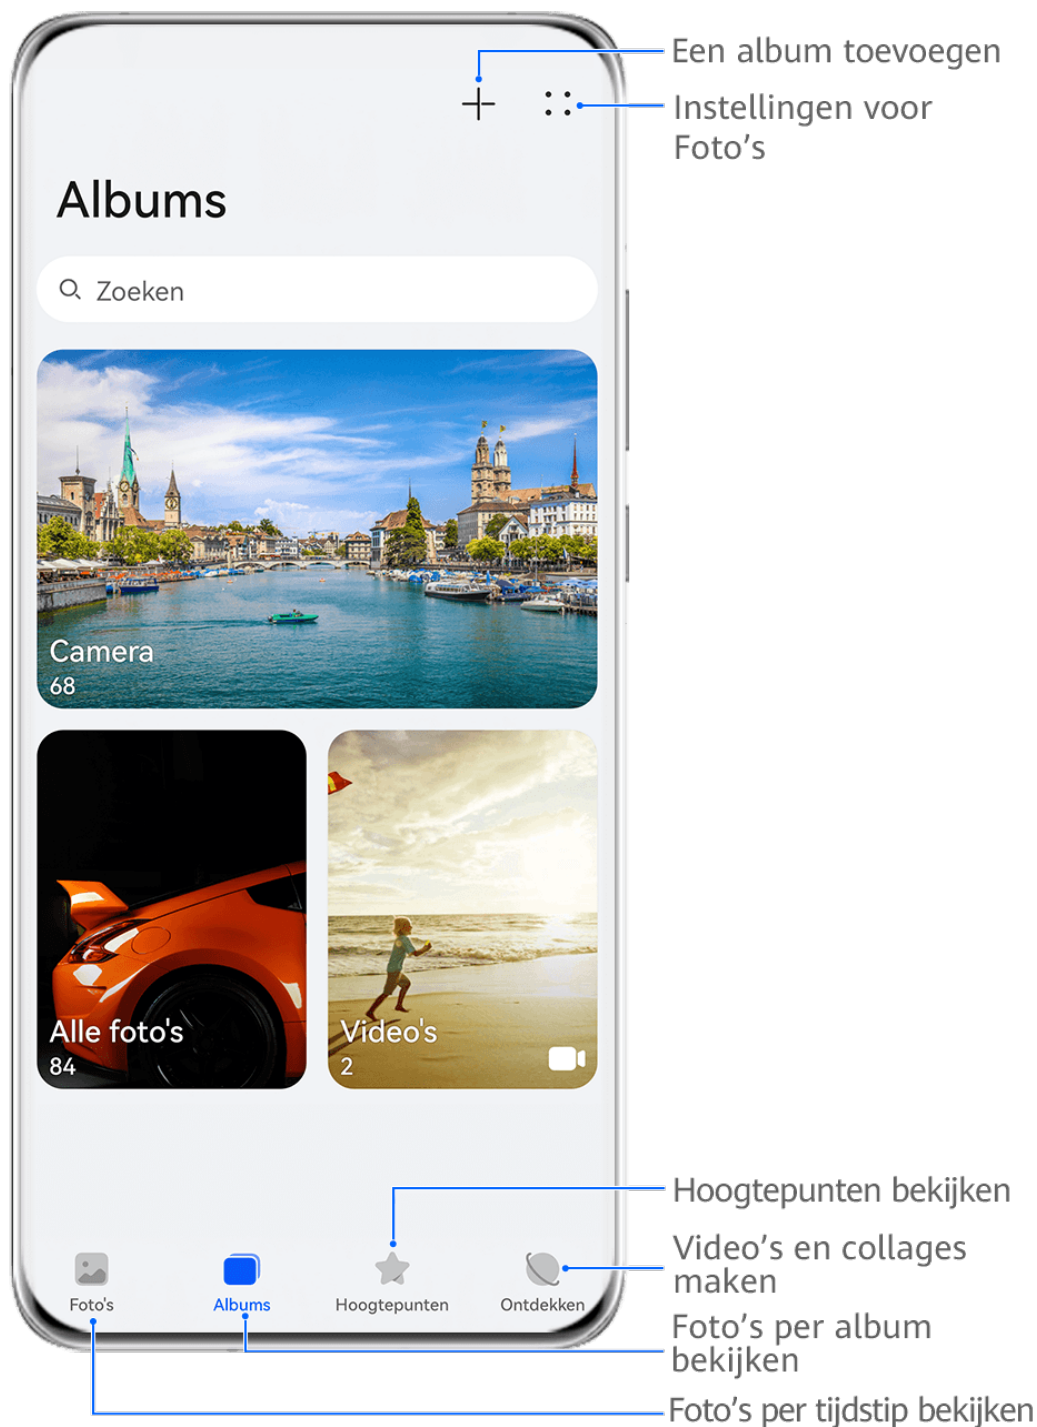 Een album toevoegen
Instellingen voor
Foto’s
Albums
Zoeken
Camera
68
Alle foto's
84
Video's
2
Hoogtepunten bekijken
Video’s en collages
maken
Foto's
Albums
Hoogtepunten
Ontdekken
Foto’s per album
bekijken
Foto’s per tijdstip bekijken